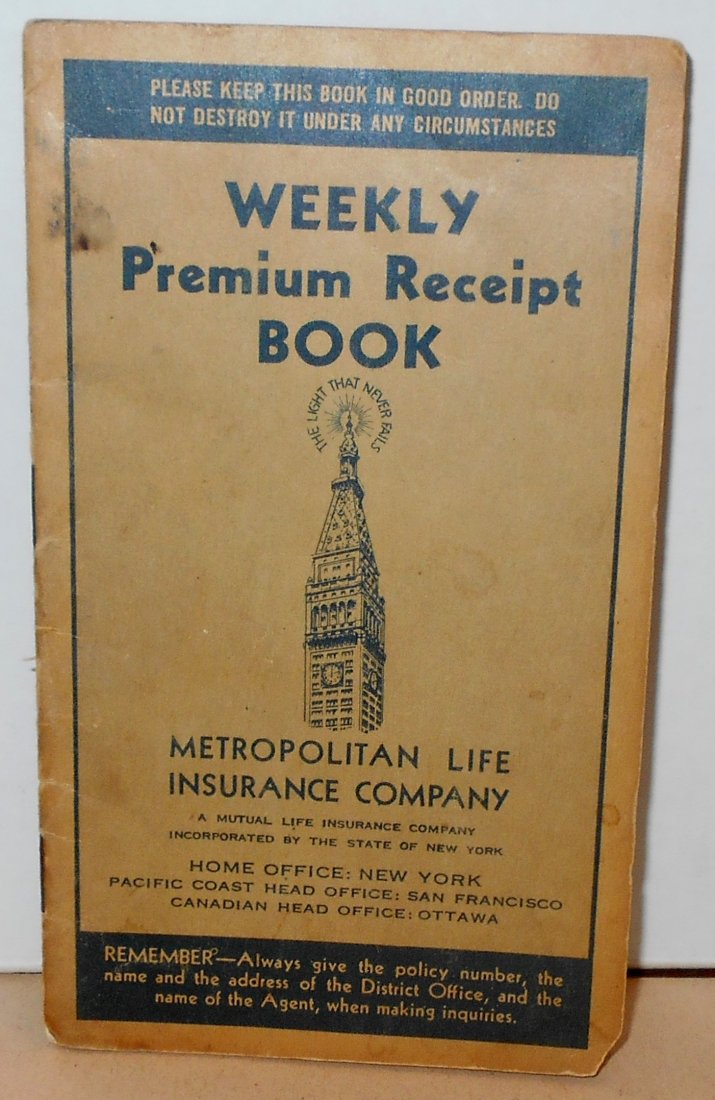 PLEASE KEEP THIS BOOK IN GOOD ORDER. DO
NOT DESTROY IT UNDER ANY CIRCUMSTANCES
WEEKLY
Premium Receipt
BOOK
THE LIGHT THAT NEVER FAILS
METROPOLITAN LIFE
INSURANCE COMPANY
A MUTUAL LIFE INSURANCE COMPANY
INCORPORATED BY THE STATE OF NEW YORK
HOME OFFICE: NEW YORK
PACIFIC COAST HEAD OFFICE: SAN FRANCISCO
CANADIAN HEAD OFFICE: OTTAWA
REMEMBER—Always give the policy number, the
name and the address of the District Office, and the
name of the Agent, when making inquiries.